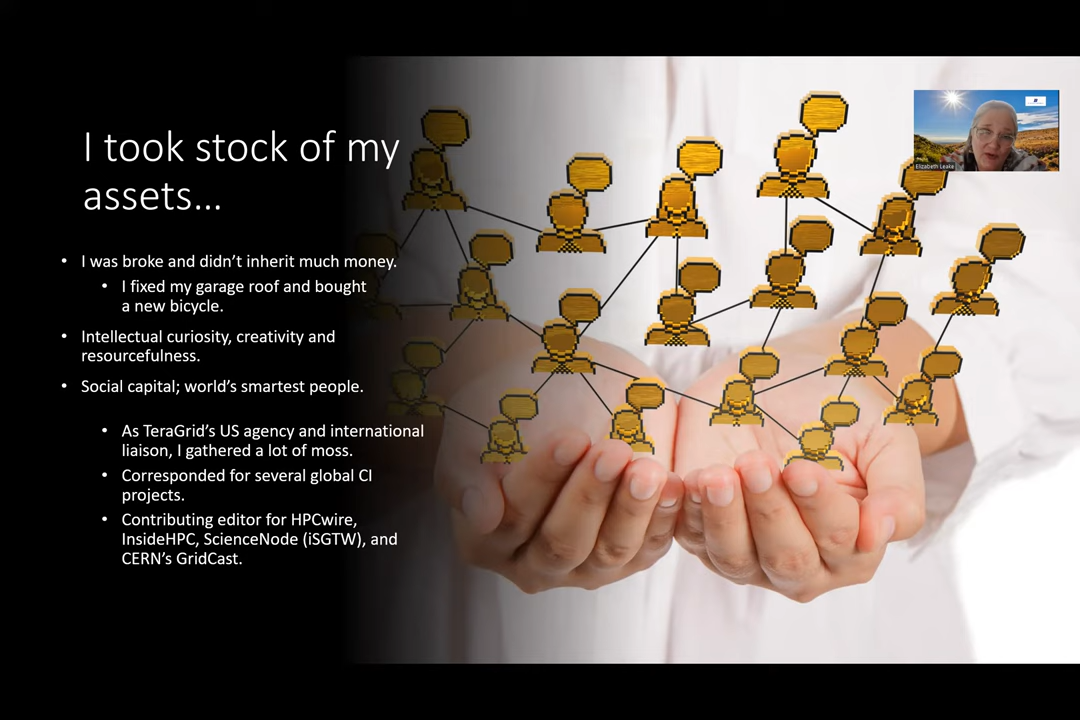 I took stock of my
assets...
• I was broke and didn't inherit much money.
• I fixed my garage roof and bought
a new bicycle.
• Intellectual curiosity, creativity and
resourcefulness.
• Social capital; world's smartest people.
• As TeraGrid's US agency and international
liaison, I gathered a lot of moss.
• Corresponded for several global CI
projects.
• Contributing editor for HPCwire,
InsideHPC, ScienceNode (iSGTW), and
CERN's GridCast.
Elizabeth Leake